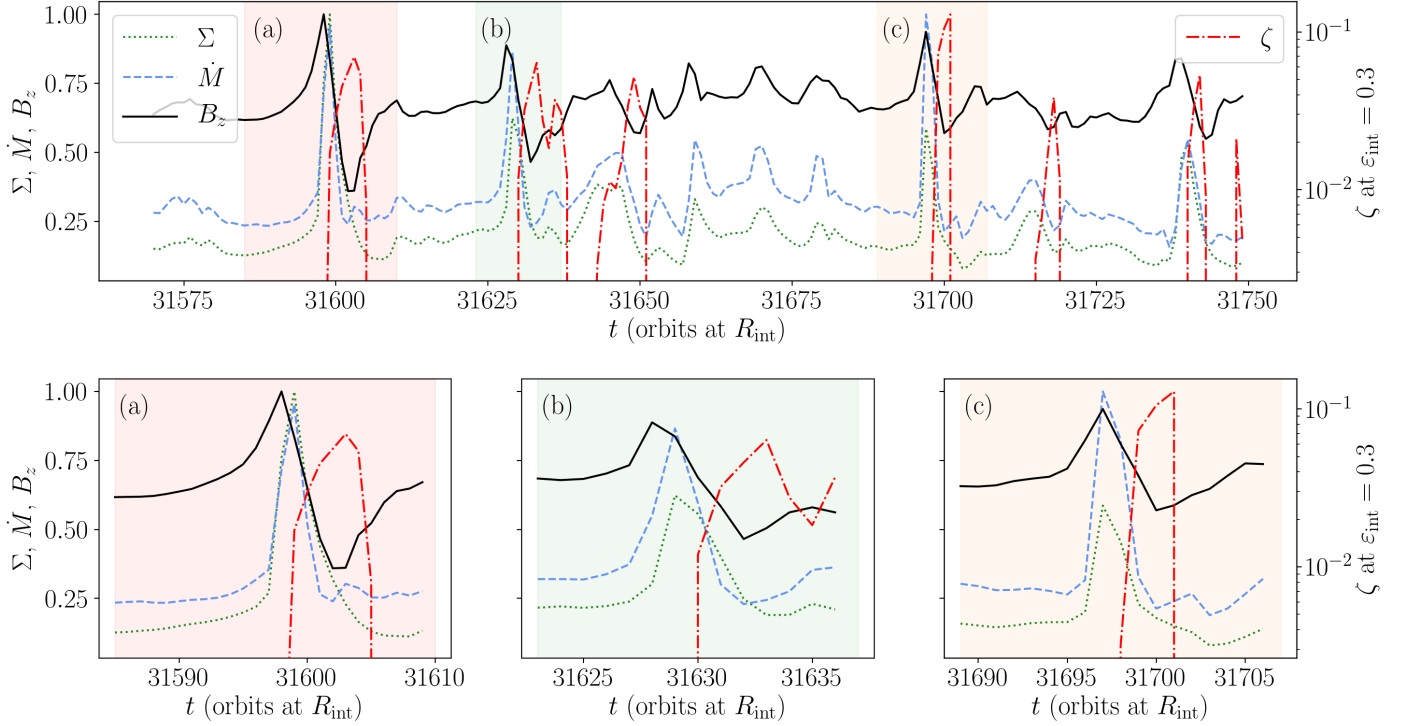 (a)
(b)
(c)
Σ
Ṁ
B_z
ζ
1.00
0.75
0.50
0.25
Σ, Ṁ, B_z
10⁻¹
10⁻²
ζ at ε_int = 0.3
31575
31600
31625
31650
31675
31700
31725
31750
t (orbits at R_int)
(a)
(b)
(c)
1.00
0.75
0.50
0.25
Σ, Ṁ, B_z
10⁻¹
10⁻²
ζ at ε_int = 0.3
31590
31600
31610
31625
31630
31635
31690
31695
31700
31705
t (orbits at R_int)
t (orbits at R_int)
t (orbits at R_int)